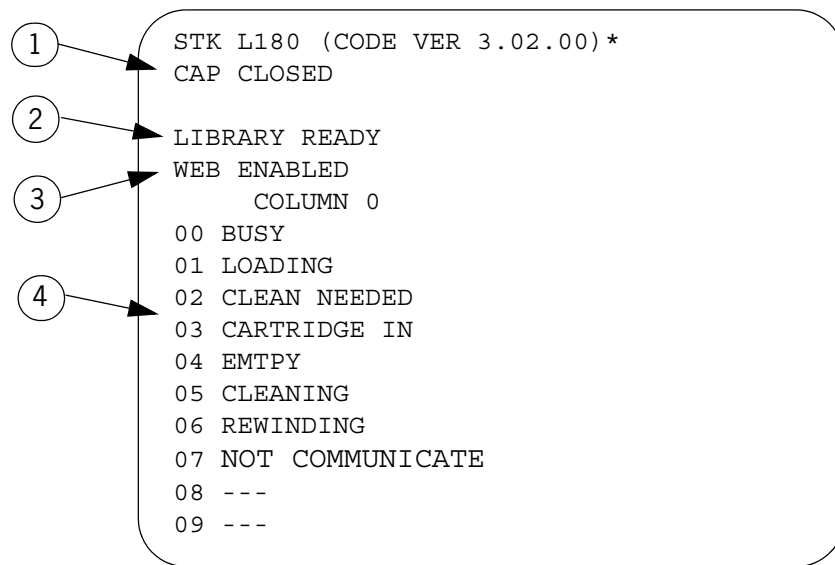 1
STK L180 (CODE VER 3.02.00)*
CAP CLOSED
2
LIBRARY READY
WEB ENABLED
3
COLUMN 0
00 BUSY
01 LOADING
4
02 CLEAN NEEDED
03 CARTRIDGE IN
04 EMTPY
05 CLEANING
06 REWINDING
07 NOT COMMUNICATE
08 ---
09 ---